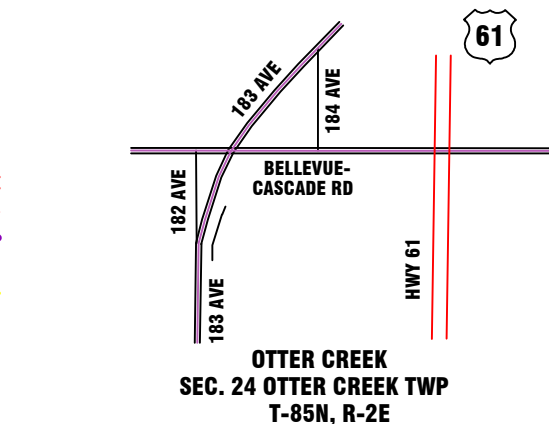 61
183 AVE
184 AVE
BELLEVUE-
CASCADE RD
182 AVE
183 AVE
HWY 61
OTTER CREEK
SEC. 24 OTTER CREEK TWP
T-85N, R-2E